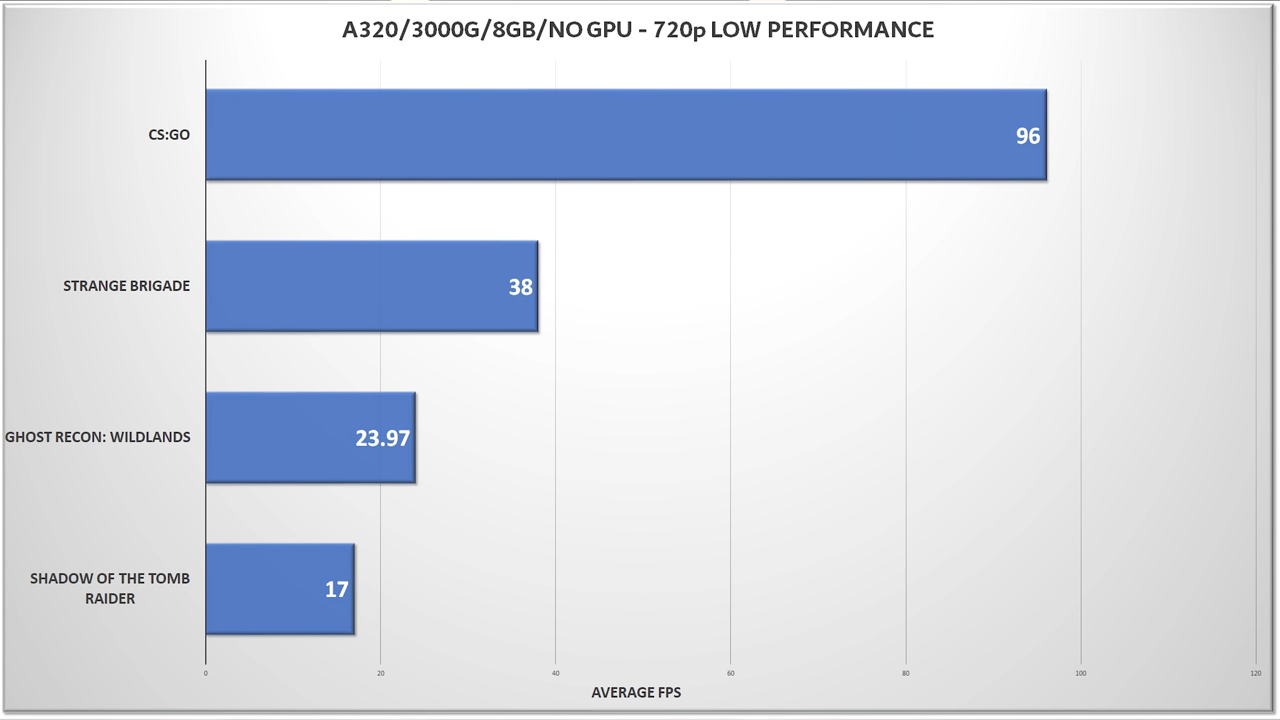 A320/3000G/8GB/NO GPU - 720p LOW PERFORMANCE
CS:GO
96
STRANGE BRIGADE
38
GHOST RECON: WILDLANDS
23.97
SHADOW OF THE TOMB
RAIDER
17
0 20 40 60 80 100 120
AVERAGE FPS